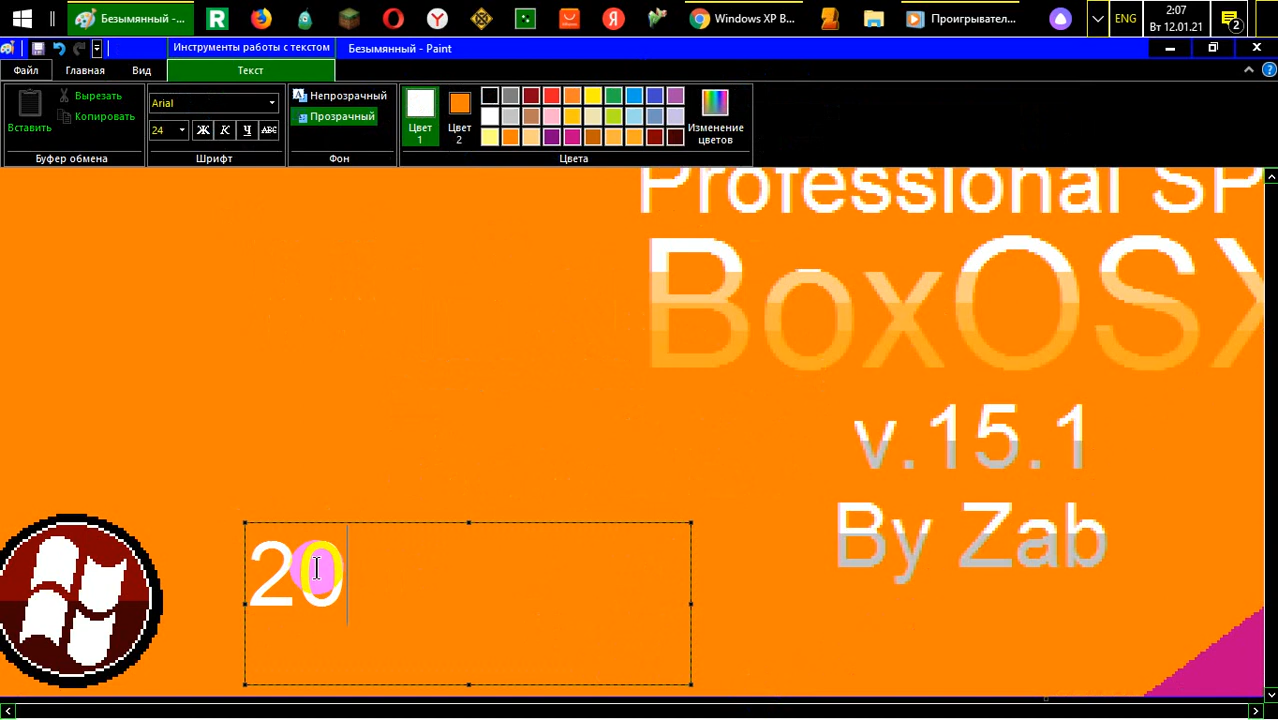 Безымянный -...
Windows XP B...
Проигрывател...
ENG
2:07
Вт 12.01.21
2
Инструменты работы с текстом
Безымянный - Paint
Файл
Главная
Вид
Текст
Вставить
Вырезать
Копировать
Буфер обмена
Arial
24
Ж К Ч abc
Шрифт
Непрозрачный
Прозрачный
Фон
Цвет 1
Цвет 2
Изменение цветов
Цвета
Professional SP
BoxOSX
v.15.1
By Zab
20